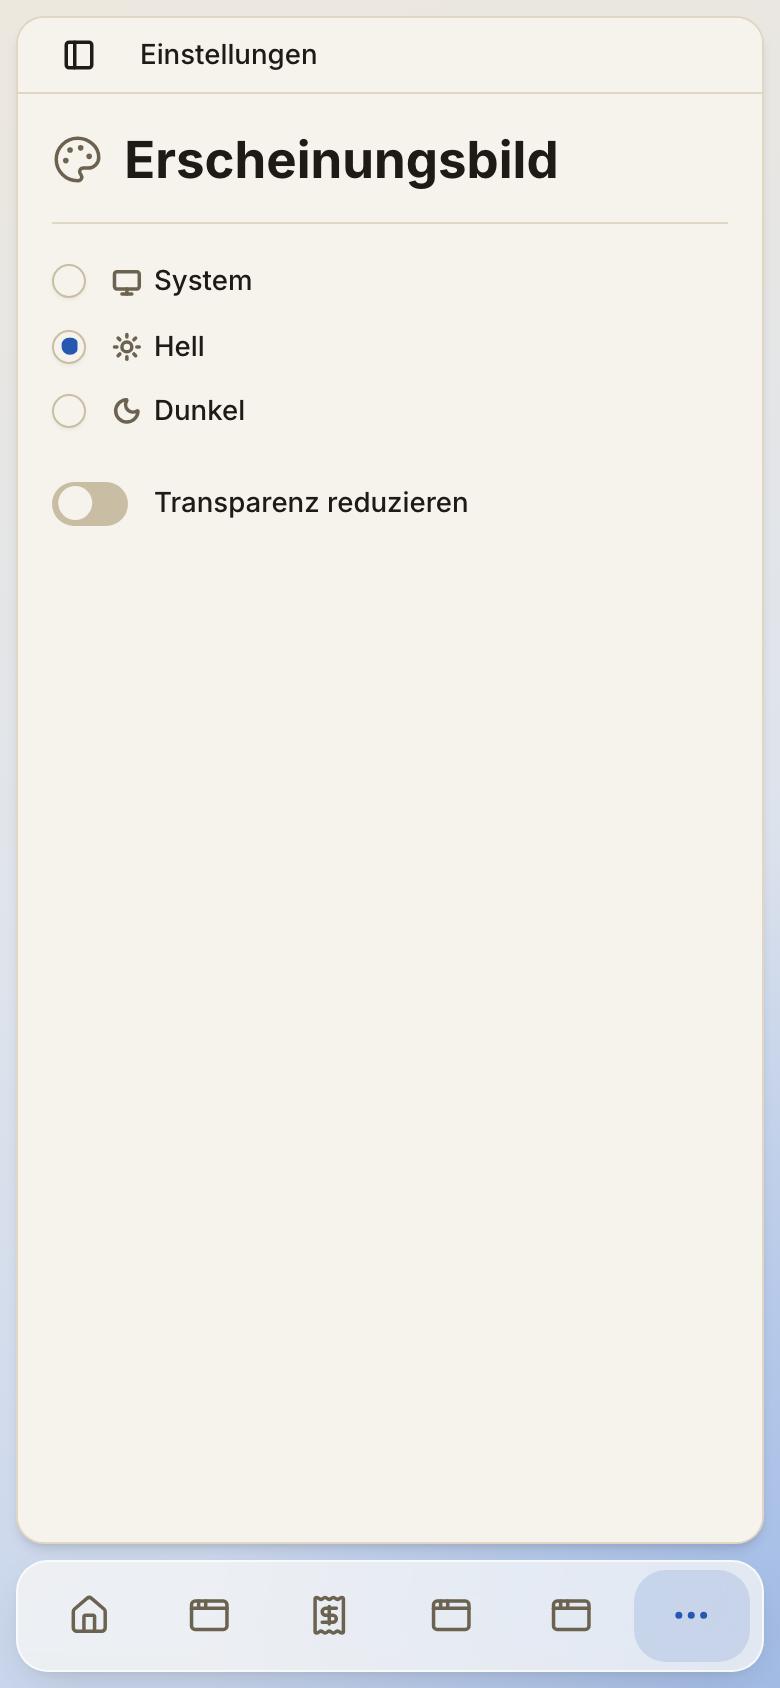 Einstellungen
Erscheinungsbild
System
Hell
Dunkel
Transparenz reduzieren